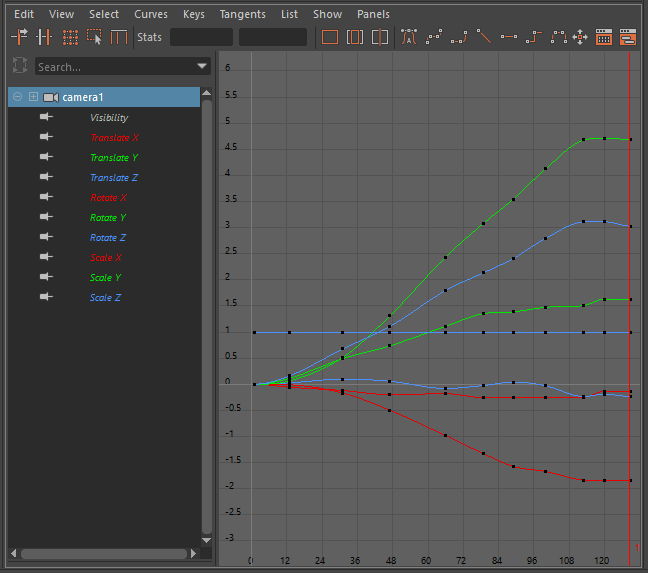 Edit View Select Curves Keys Tangents List Show Panels
Stats
Search...
camera1
Visibility
Translate X
Translate Y
Translate Z
Rotate X
Rotate Y
Rotate Z
Scale X
Scale Y
Scale Z
6
5.5
5
4.5
4
3.5
3
2.5
2
1.5
1
0.5
0
-0.5
-1
-1.5
-2
-2.5
-3
0 12 24 36 48 60 72 84 96 108 120